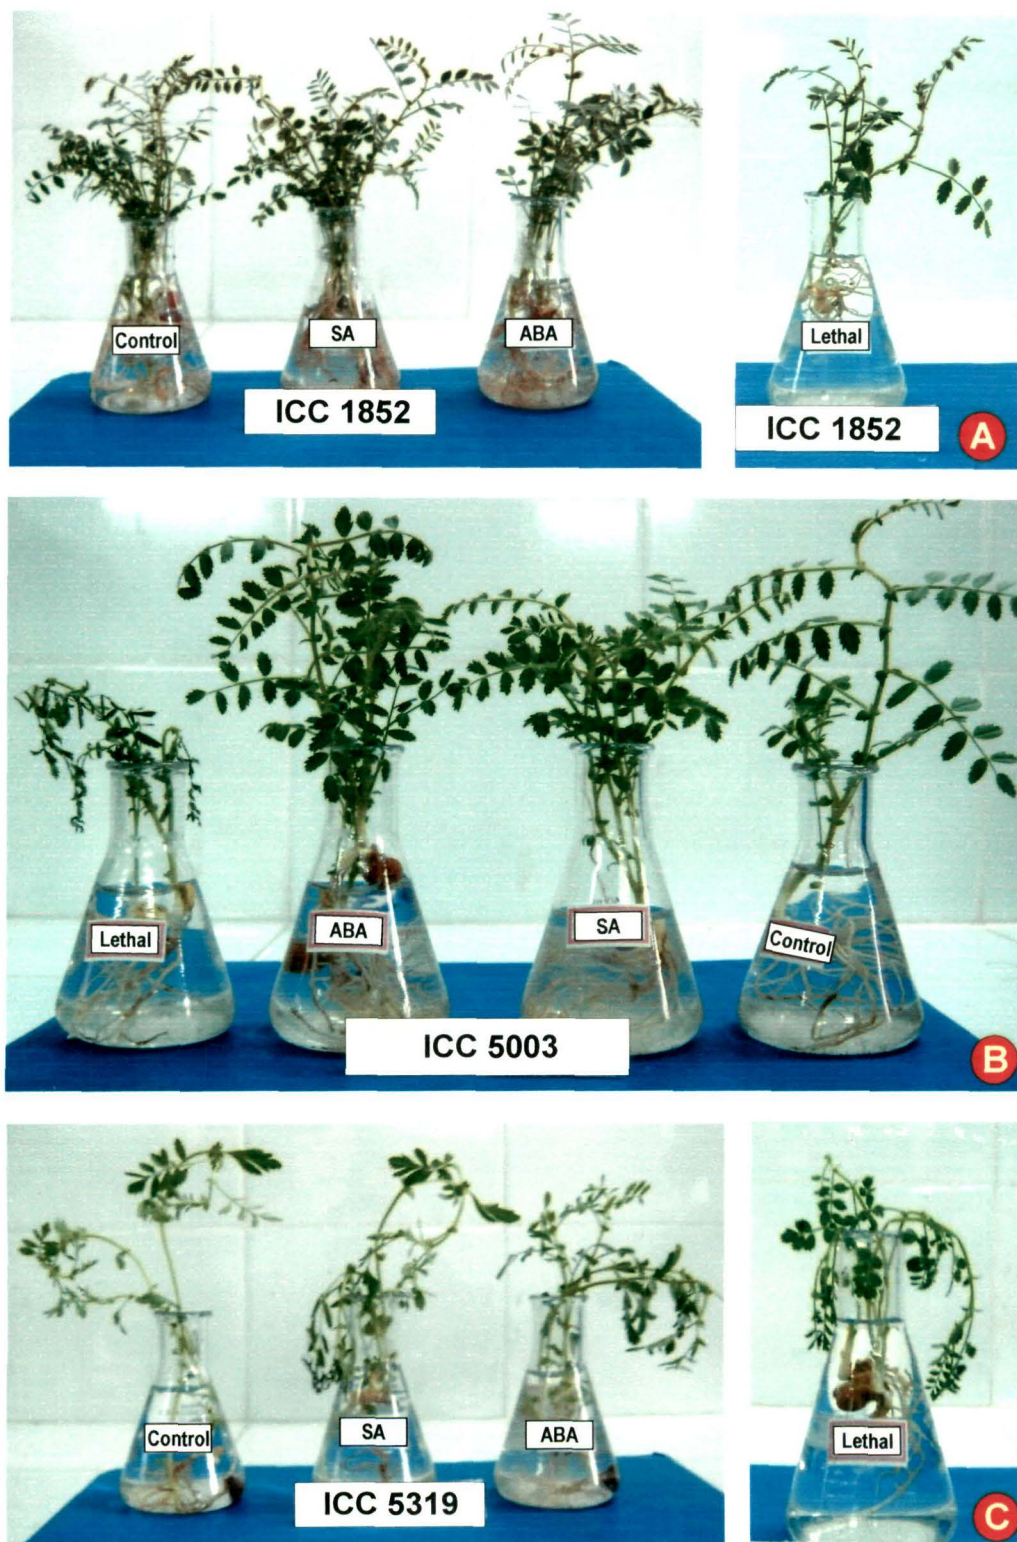 Control
SA
ABA
Lethal
ICC 1852
ICC 1852
A
Lethal
ABA
SA
Control
ICC 5003
B
Control
SA
ABA
Lethal
ICC 5319
C